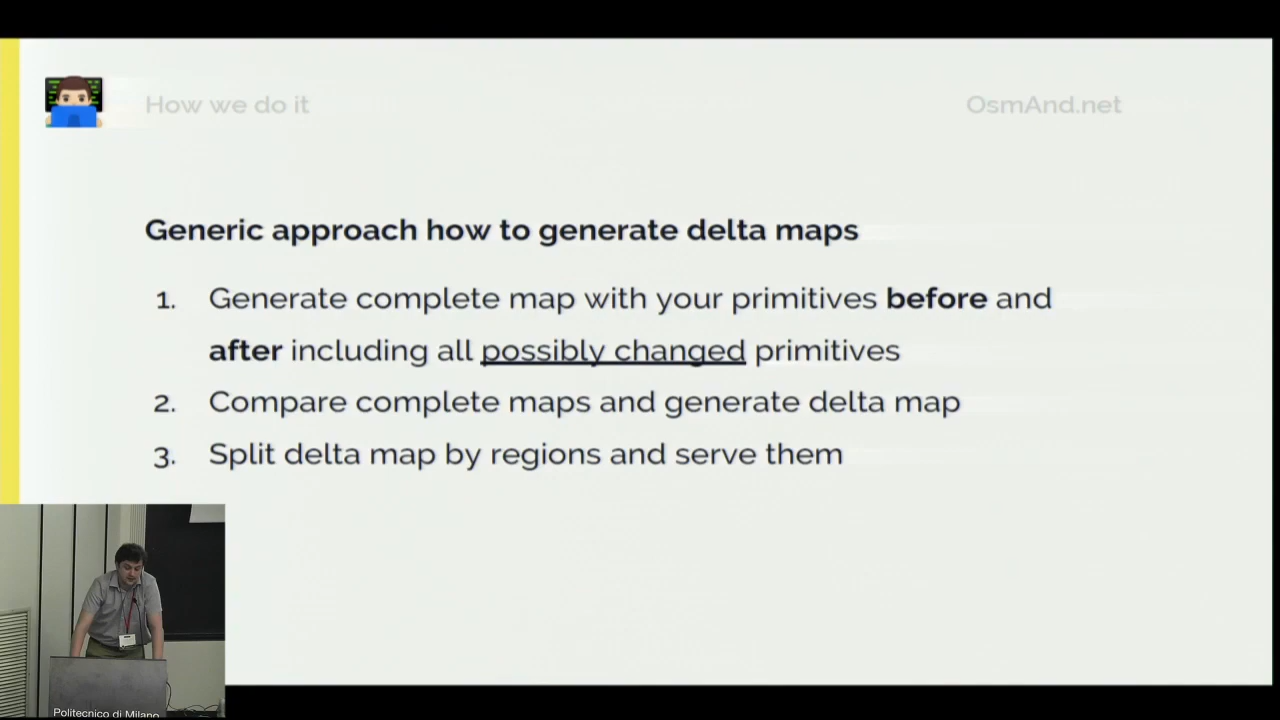 How we do it
OsmAnd.net
Generic approach how to generate delta maps
1. Generate complete map with your primitives before and
after including all possibly changed primitives
2. Compare complete maps and generate delta map
3. Split delta map by regions and serve them
Politecnico di Milano